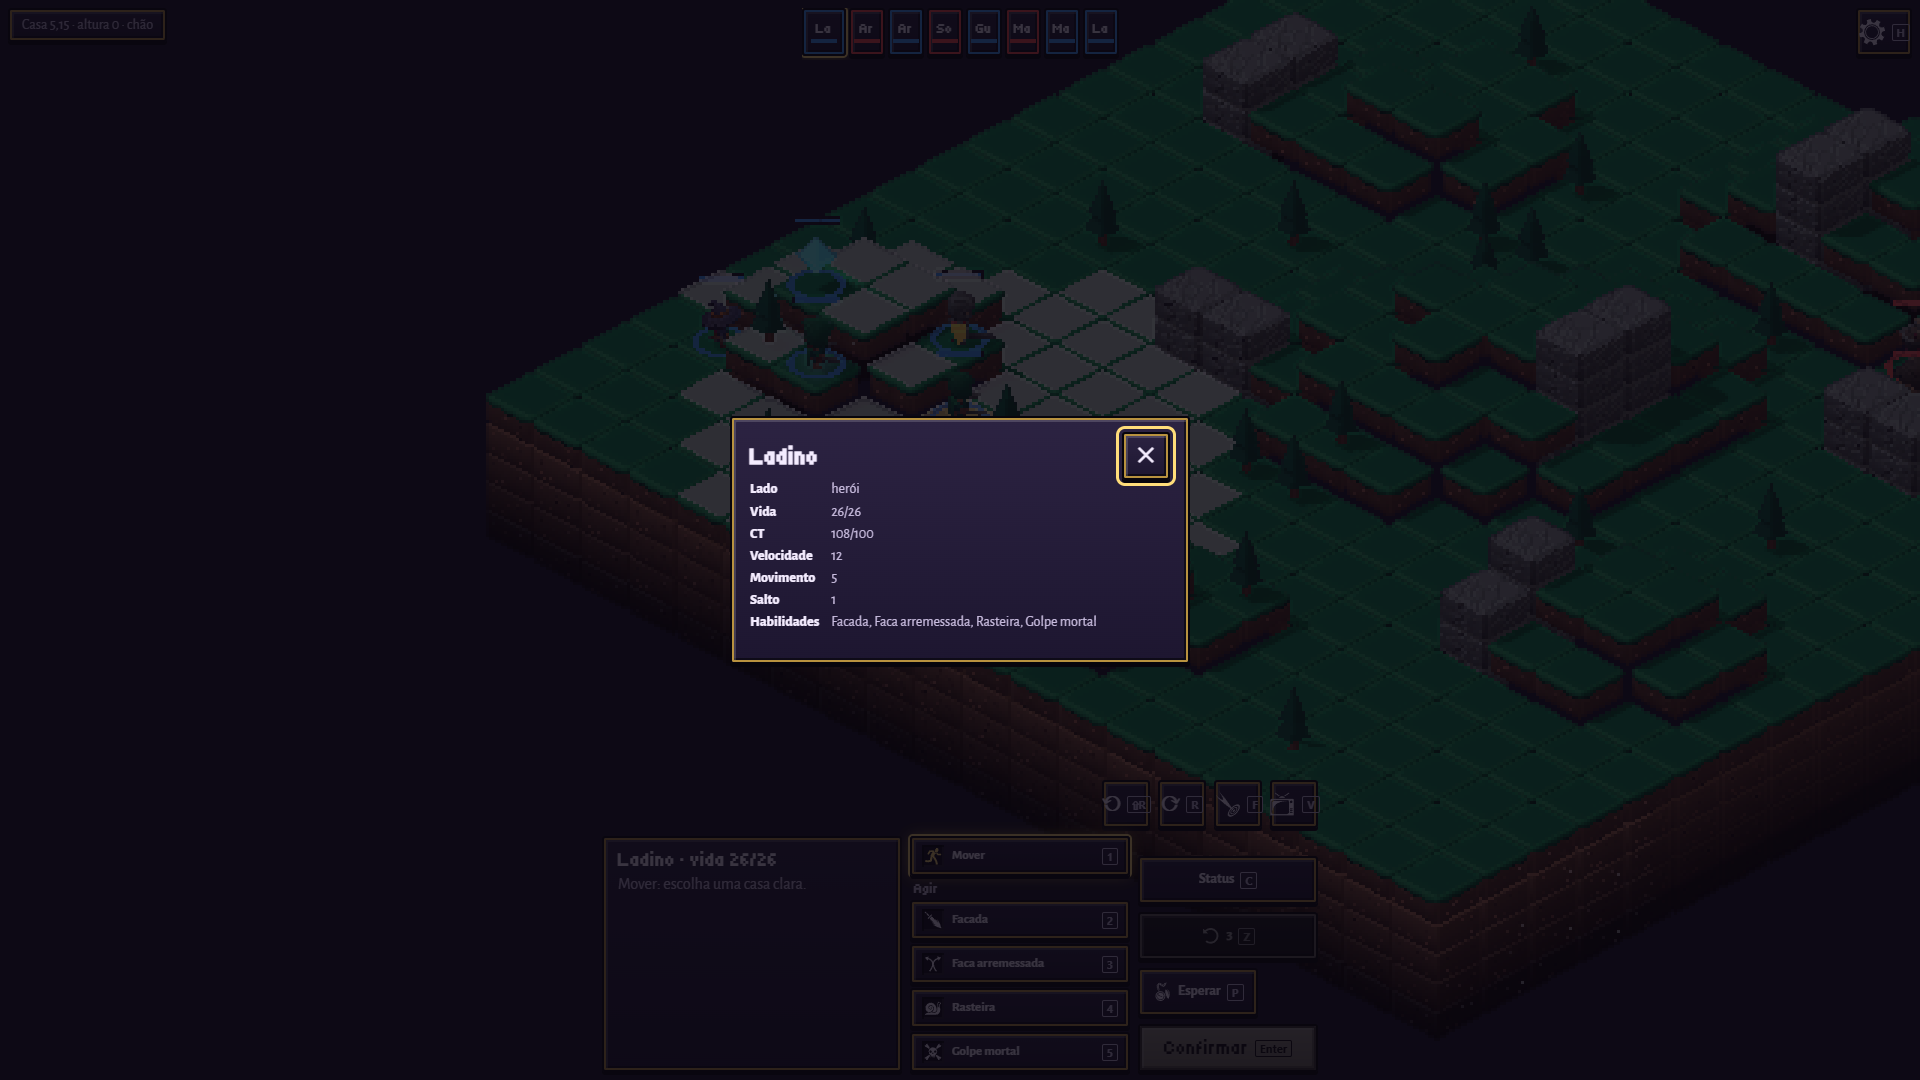 Casa 5,15 · altura 0 · chão
La Ar Ar So Gu Ma Ma La
H
Ladino
Lado herói
Vida 26/26
CT 108/100
Velocidade 12
Movimento 5
Salto 1
Habilidades Facada, Faca arremessada, Rasteira, Golpe mortal
R F V
Ladino · vida 26/26
Mover: escolha uma casa clara.
Mover 1
Agir
Facada 2
Faca arremessada 3
Rasteira 4
Golpe mortal 5
Status C
3 Z
Esperar P
Confirmar Enter